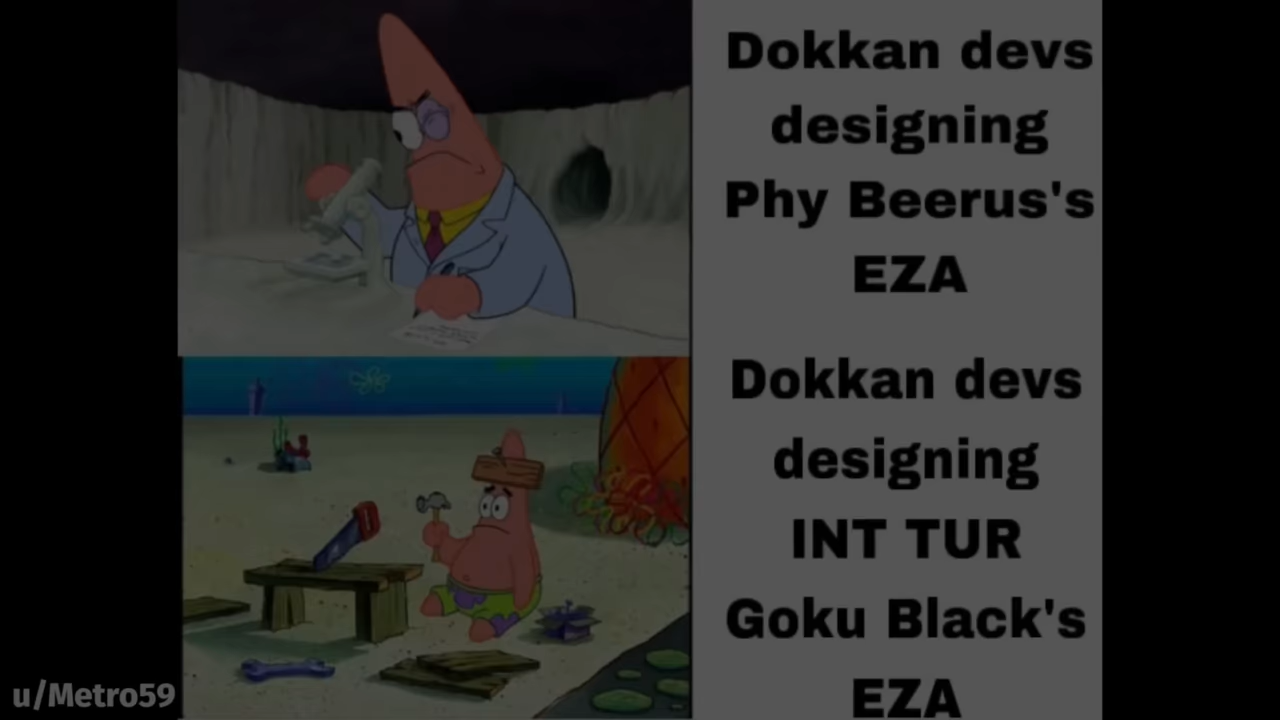 Dokkan devs
designing
Phy Beerus's
EZA
Dokkan devs
designing
INT TUR
Goku Black's
EZA
u/Metro59